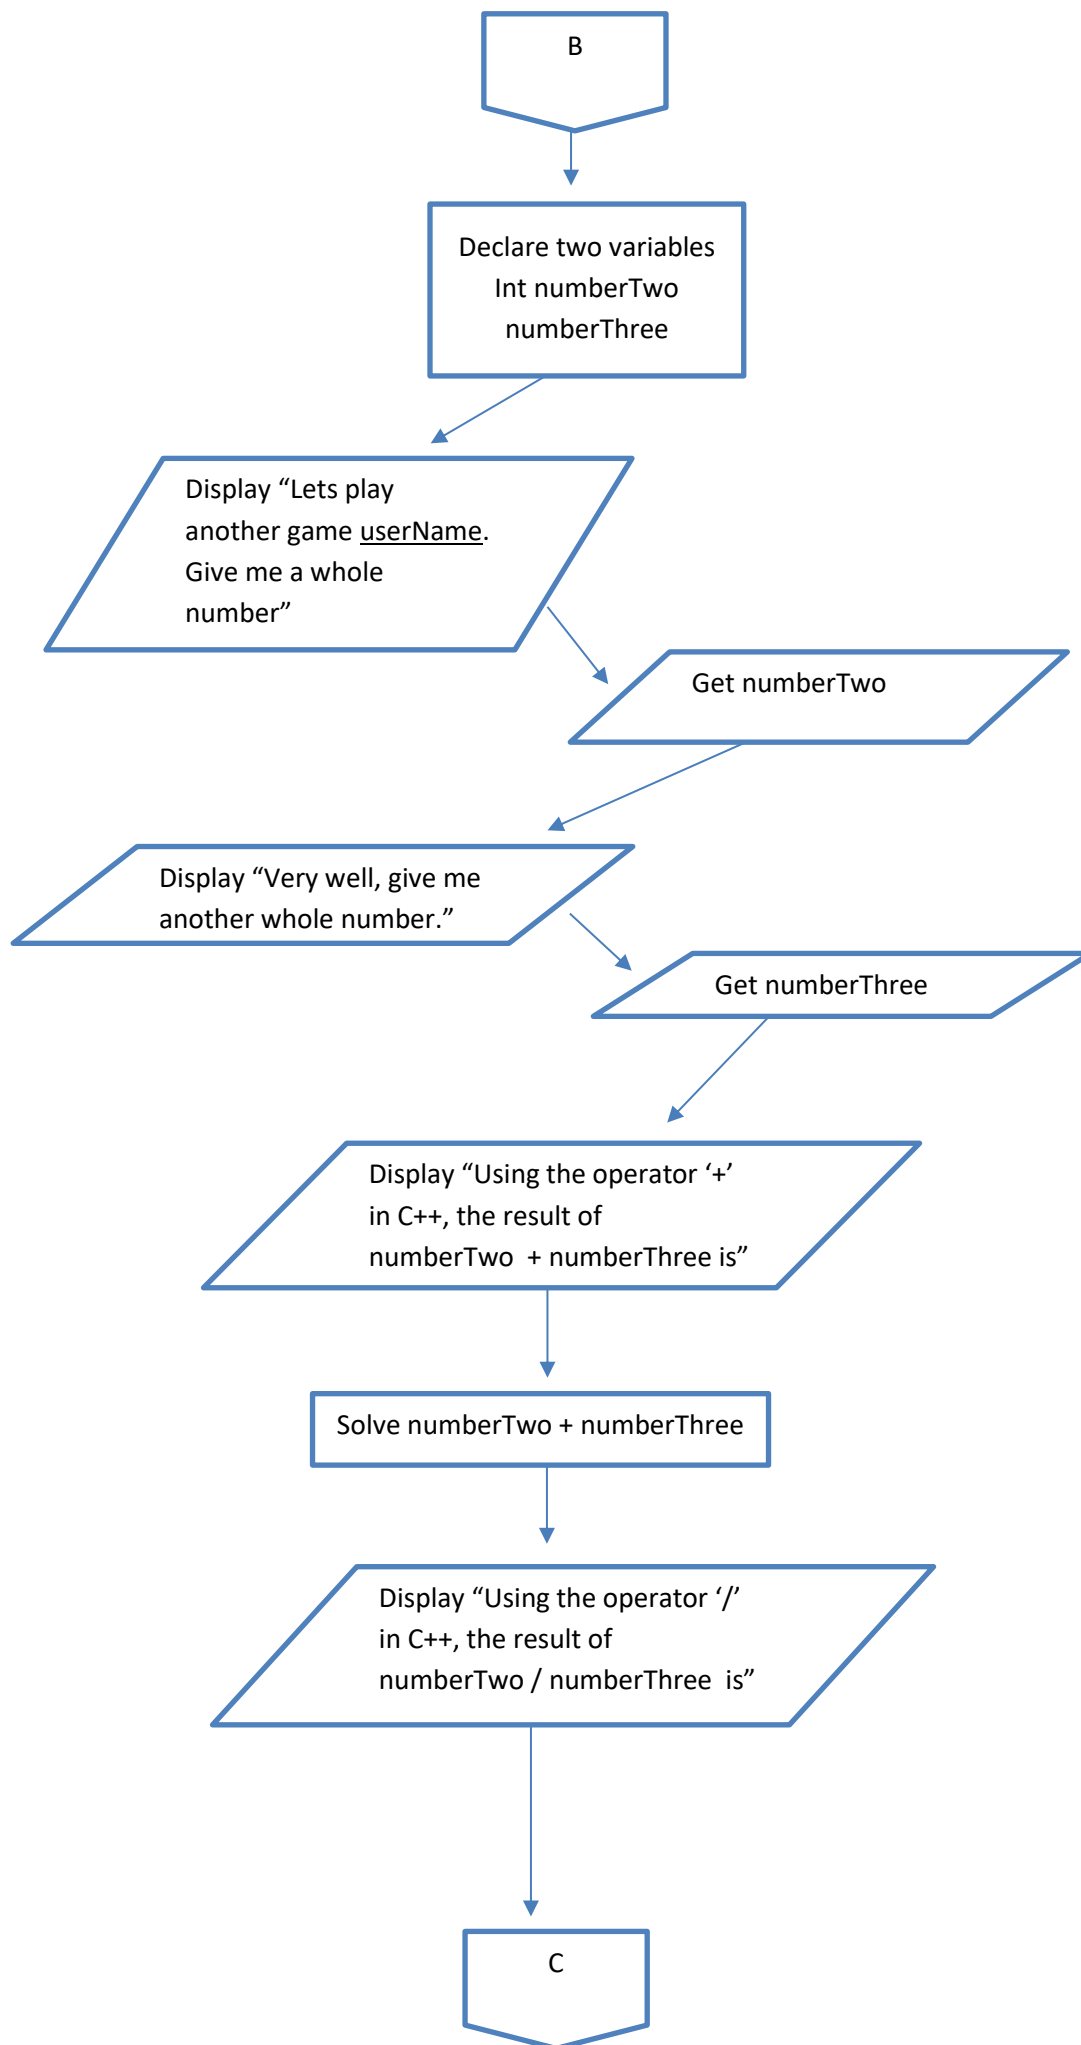 B
Declare two variables
Int numberTwo
numberThree
Display “Lets play
another game userName.
Give me a whole
number”
Get numberTwo
Display “Very well, give me
another whole number.”
Get numberThree
Display “Using the operator ‘+’
in C++, the result of
numberTwo  + numberThree is”
Solve numberTwo + numberThree
Display “Using the operator ‘/’
in C++, the result of
numberTwo / numberThree  is”
C